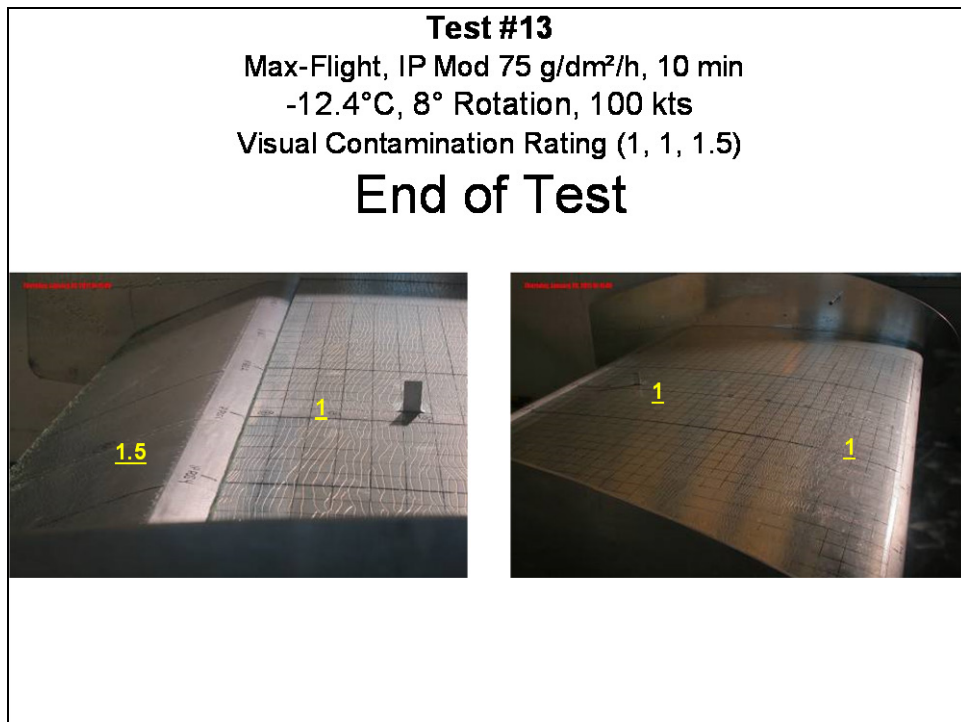 Test #13
Max-Flight, IP Mod 75 g/dm²/h, 10 min
-12.4°C, 8° Rotation, 100 kts
Visual Contamination Rating (1, 1, 1.5)
End of Test
1.5
1
1
1